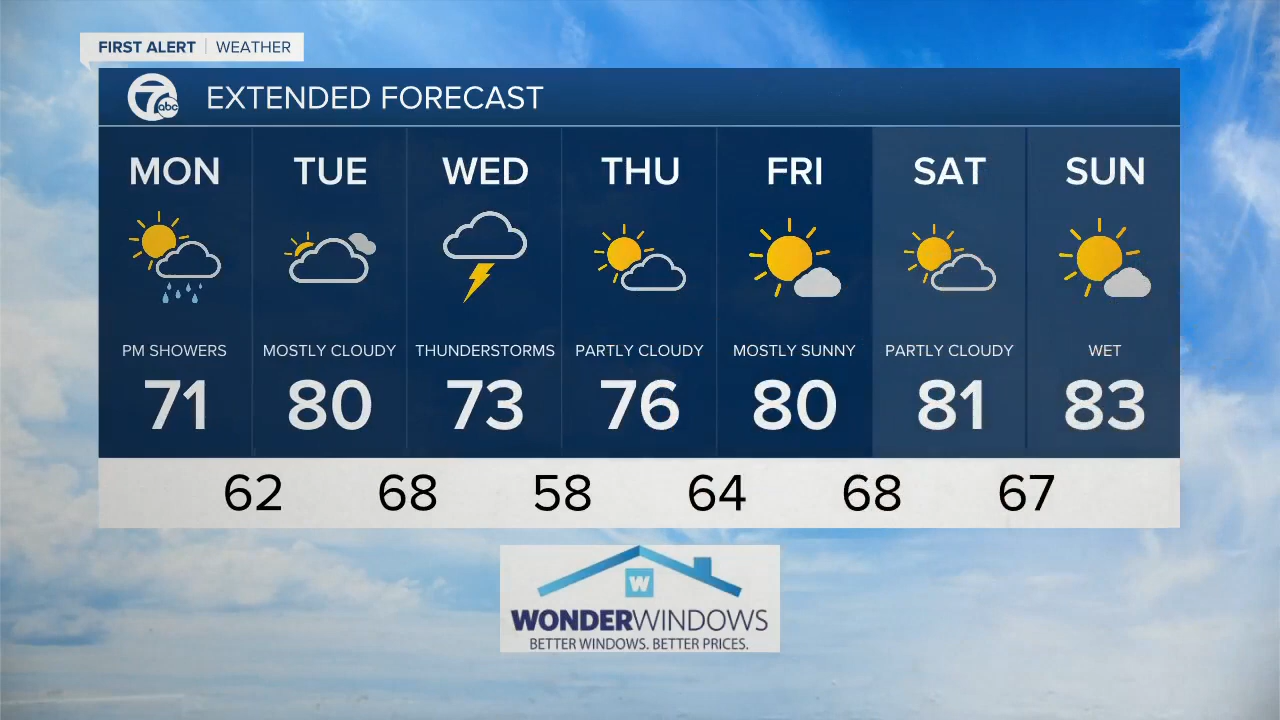 FIRST ALERT | WEATHER
7 abc EXTENDED FORECAST
MON TUE WED THU FRI SAT SUN
PM SHOWERS MOSTLY CLOUDY THUNDERSTORMS PARTLY CLOUDY MOSTLY SUNNY PARTLY CLOUDY WET
71 80 73 76 80 81 83
62 68 58 64 68 67
W
WONDERWINDOWS
BETTER WINDOWS. BETTER PRICES.